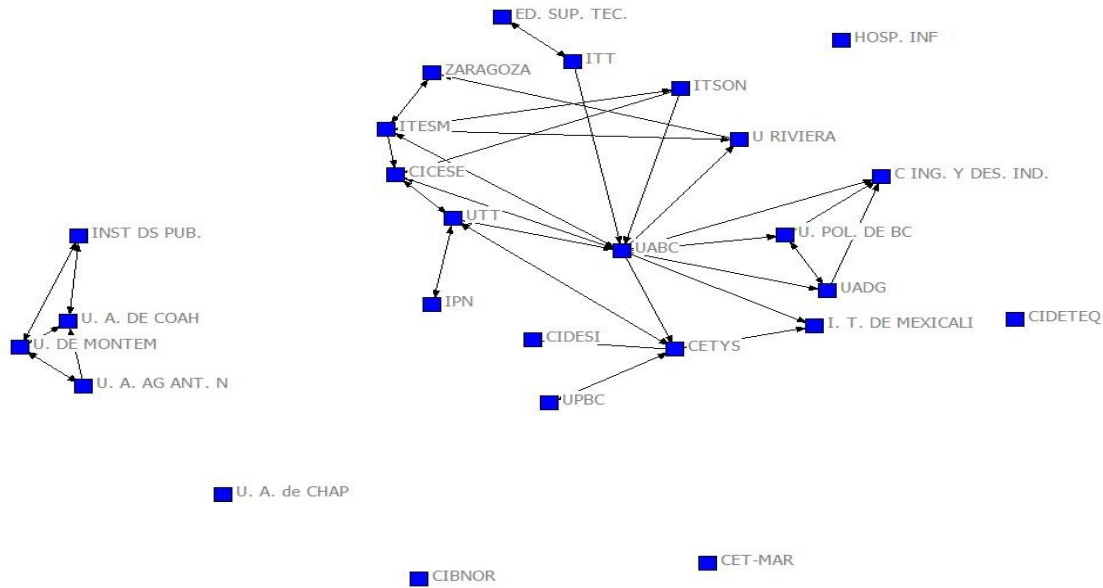 ED. SUP. TEC.
HOSP. INF
ITT
ZARAGOZA
ITSON
ITESM
U RIVIERA
CICESE
C ING. Y DES. IND.
UTT
U. POL. DE BC
INST DS PUB.
UABC
UADG
IPN
U. A. DE COAH
CIDETEQ
I. T. DE MEXICALI
CIDESI
U. DE MONTEM
CETYS
U. A. AG ANT. N
UPBC
U. A. de CHAP
CET-MAR
CIBNOR